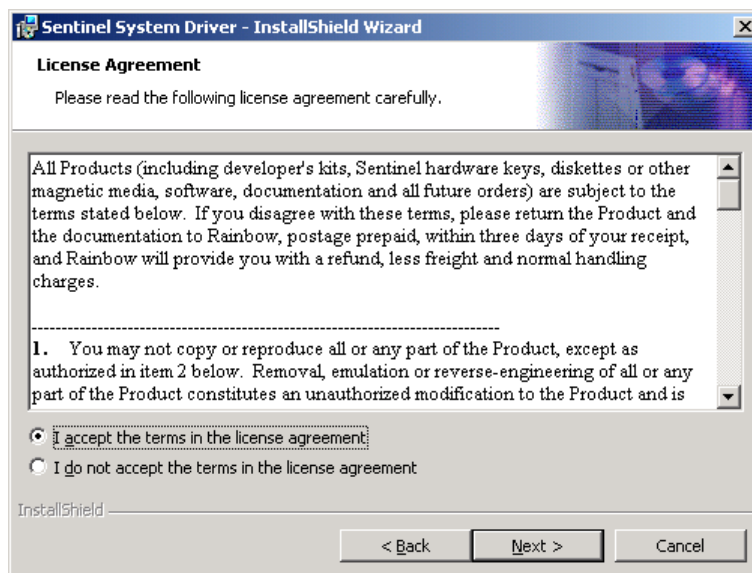 Sentinel System Driver - InstallShield Wizard
License Agreement
Please read the following license agreement carefully.
All Products (including developer's kits, Sentinel hardware keys, diskettes or other
magnetic media, software, documentation and all future orders) are subject to the
terms stated below.  If you disagree with these terms, please return the Product and
the documentation to Rainbow, postage prepaid, within three days of your receipt,
and Rainbow will provide you with a refund, less freight and normal handling
charges.
------------------------------------------------------------------------------
1.    You may not copy or reproduce all or any part of the Product, except as
authorized in item 2 below.  Removal, emulation or reverse-engineering of all or any
part of the Product constitutes an unauthorized modification to the Product and is
I accept the terms in the license agreement
I do not accept the terms in the license agreement
InstallShield
< Back
Next >
Cancel